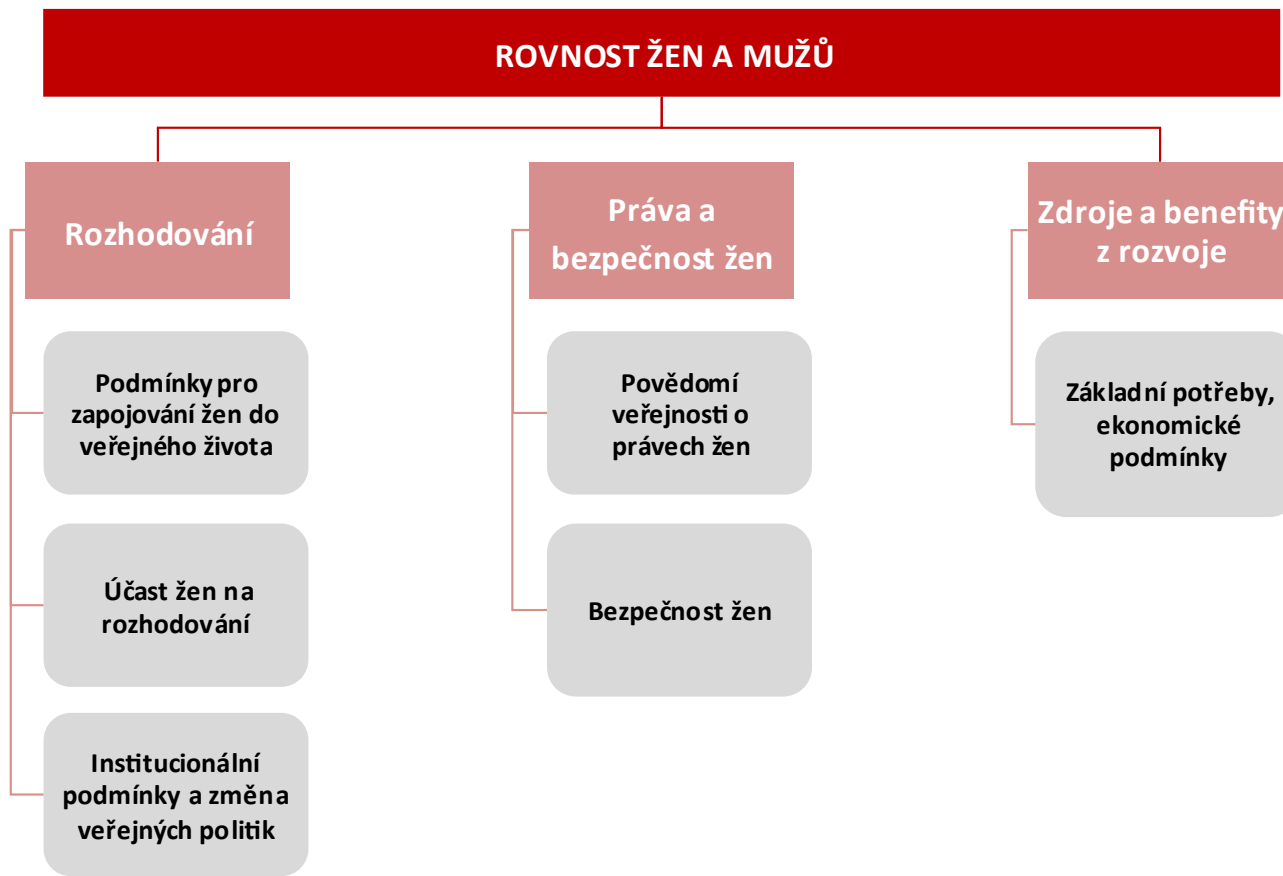 ROVNOST ŽEN A MUŽŮ
Rozhodování
Podmínky pro
zapojování žen do
veřejného života
Účast žen na
rozhodování
Institucionální
podmínky a změna
veřejných politik
Práva a
bezpečnost žen
Povědomí
veřejnosti o
právech žen
Bezpečnost žen
Zdroje a benefity
z rozvoje
Základní potřeby,
ekonomické
podmínky